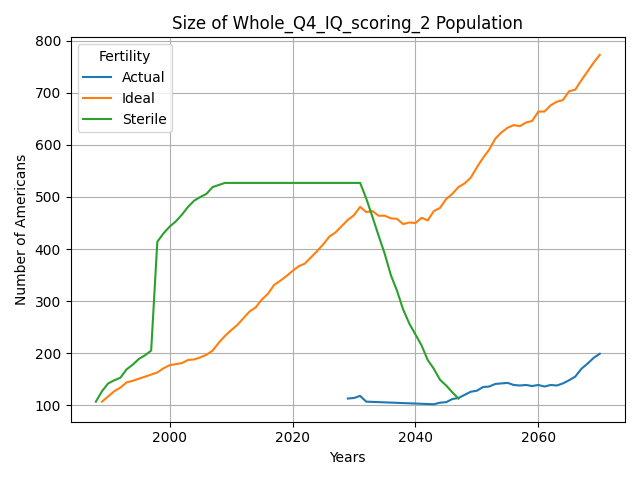 Size of Whole_Q4_IQ_scoring_2 Population
Fertility
Actual
Ideal
Sterile
Number of Americans
800
700
600
500
400
300
200
100
2000
2020
2040
2060
Years